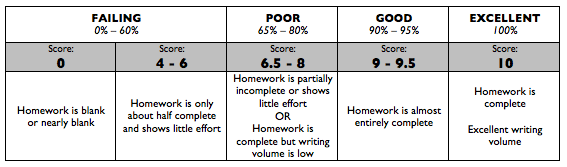 FAILING
0% – 60%
POOR
65% – 80%
GOOD
90% – 95%
EXCELLENT
100%
Score:
0
Score:
4 - 6
Score:
6.5 - 8
Score:
9 - 9.5
Score:
10
Homework is blank
or nearly blank
Homework is only
about half complete
and shows little effort
Homework is partially
incomplete or shows
little effort
OR
Homework is
complete but writing
volume is low
Homework is almost
entirely complete
Homework is
complete
Excellent writing
volume